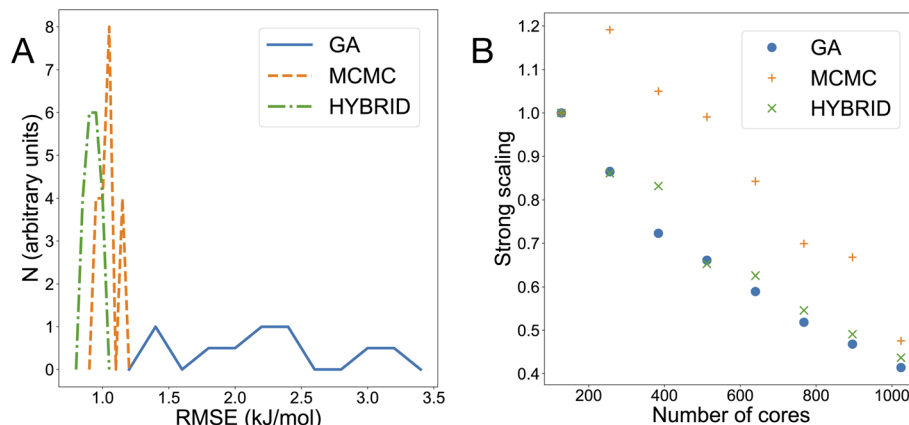 A
8
7
6
5
4
3
2
1
0
N (arbitrary units)
GA
MCMC
HYBRID
1.0 1.5 2.0 2.5 3.0 3.5
RMSE (kJ/mol)
B
1.2
1.1
1.0
0.9
0.8
0.7
0.6
0.5
0.4
Strong scaling
GA
MCMC
HYBRID
200 400 600 800 1000
Number of cores